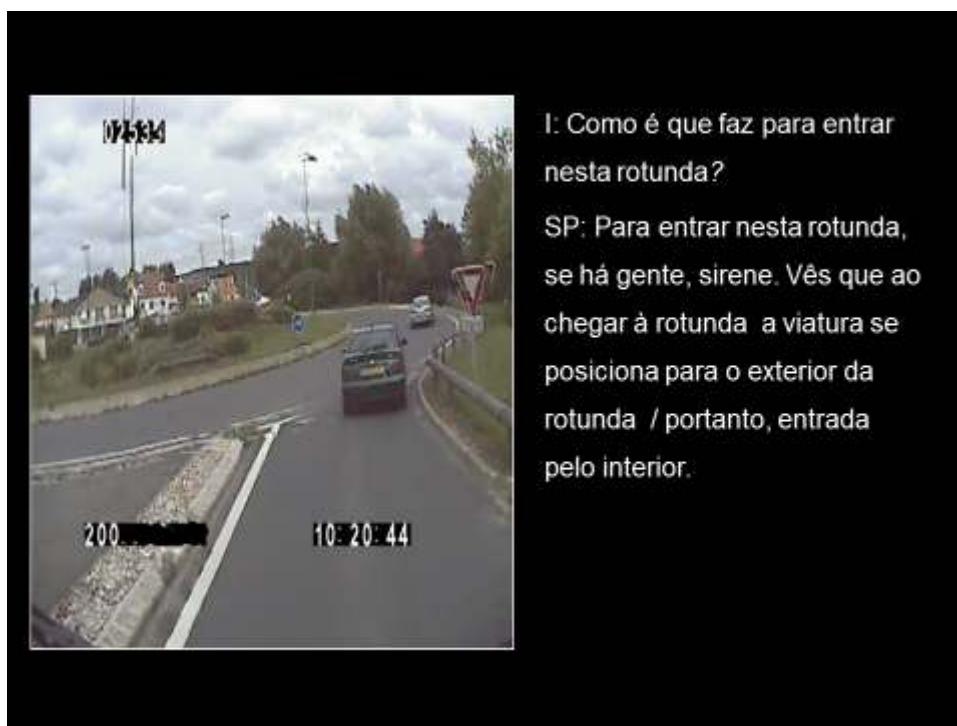 02534
I: Como é que faz para entrar
nesta rotunda?
SP: Para entrar nesta rotunda,
se há gente, sirene. Vês que ao
chegar à rotunda a viatura se
posiciona para o exterior da
rotunda / portanto, entrada
pelo interior.
200
10:20:44